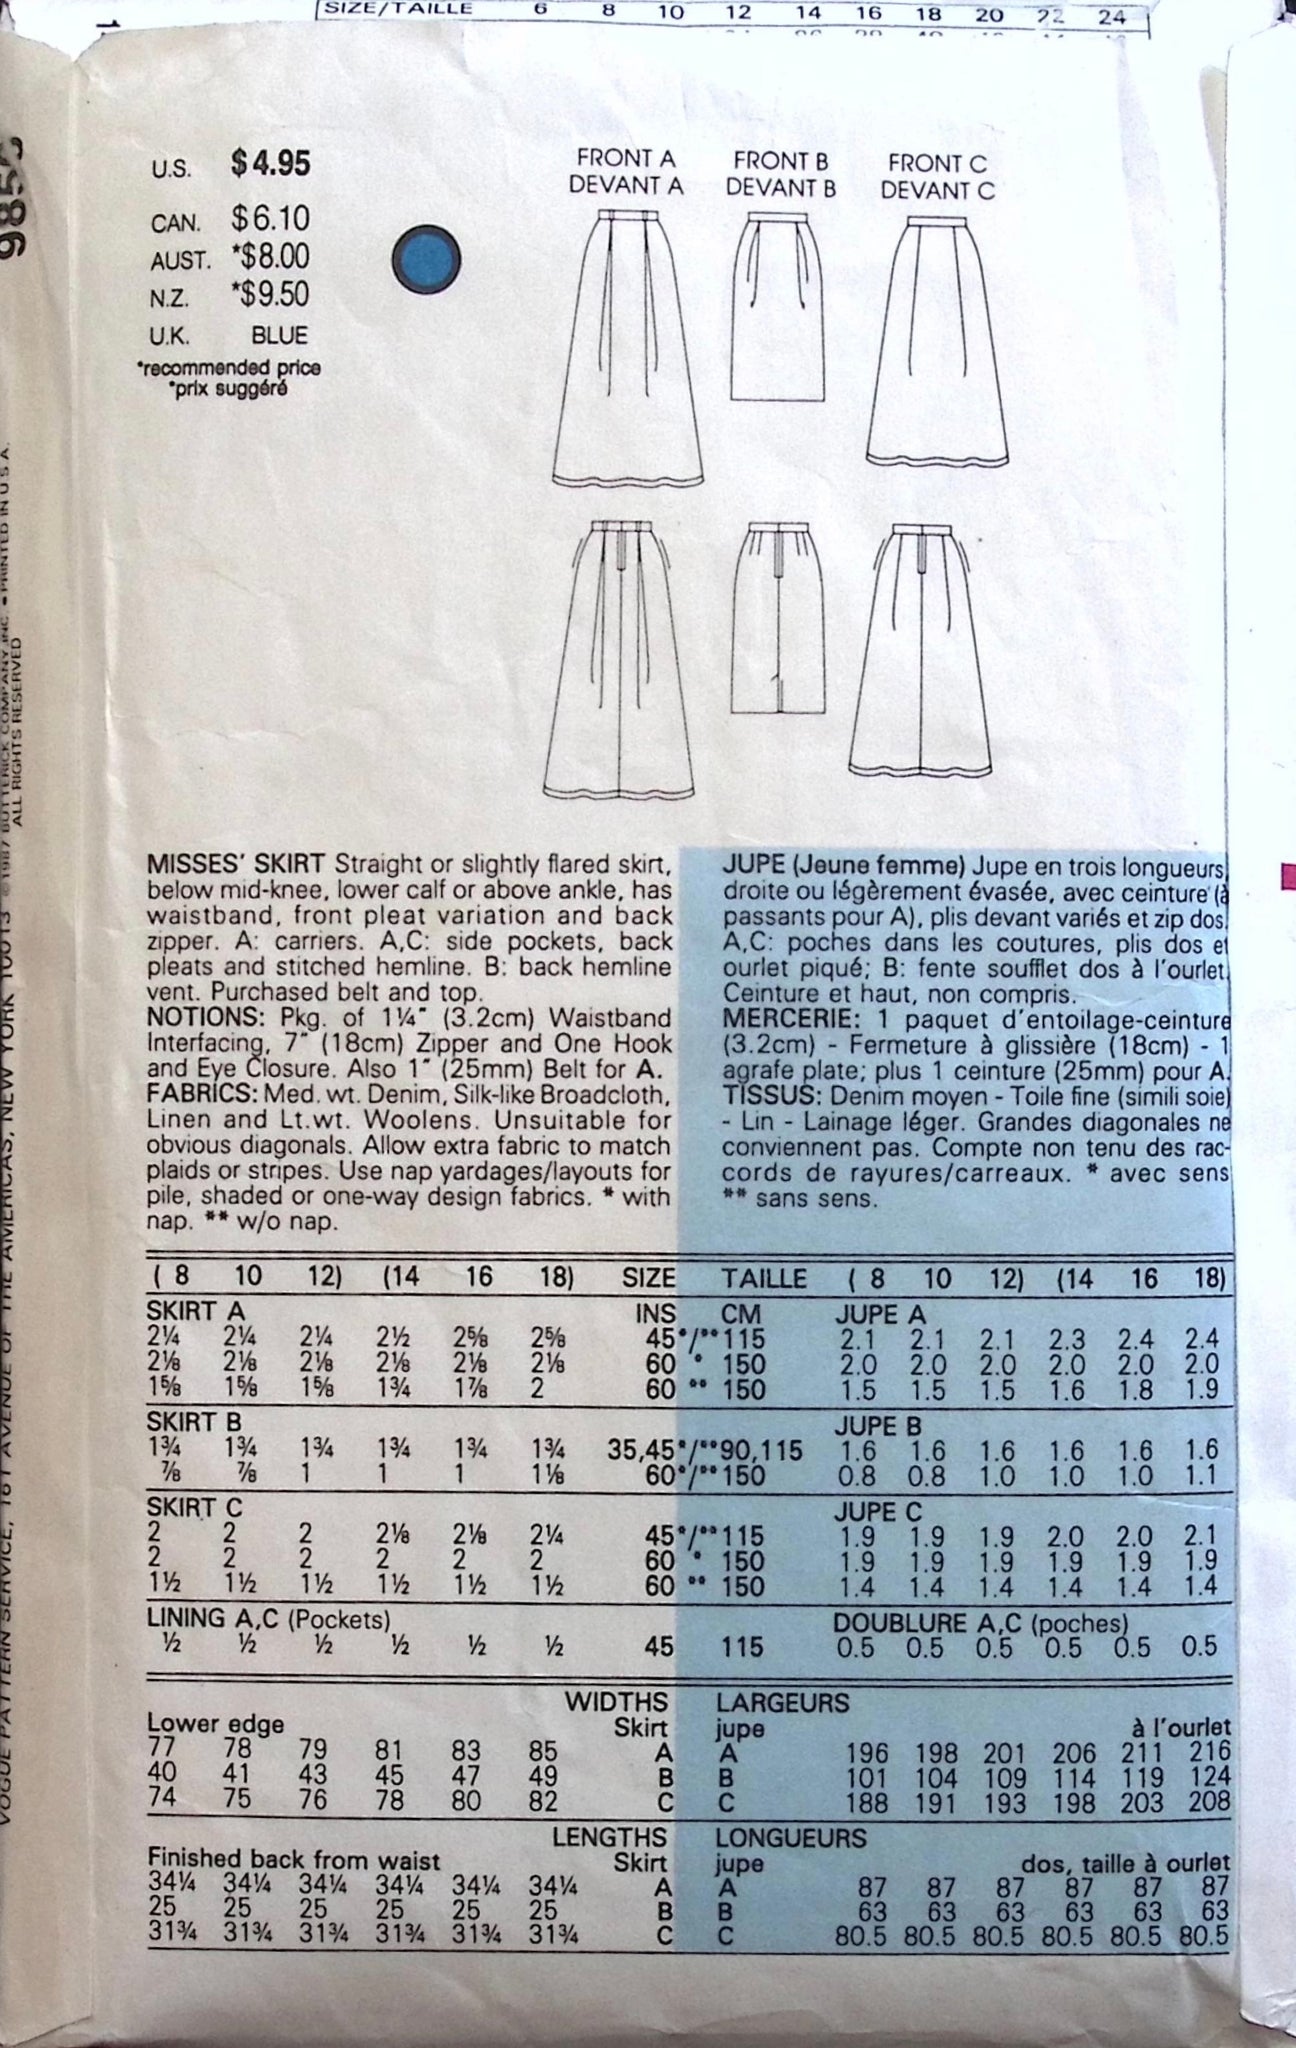 SIZE/TAILLE 6 8 10 12 14 16 18 20 22 24
U.S. $4.95
CAN. $6.10
AUST. *$8.00
N.Z. *$9.50
U.K. BLUE
*recommended price
*prix suggéré
FRONT A
DEVANT A
FRONT B
DEVANT B
FRONT C
DEVANT C
MISSES' SKIRT Straight or slightly flared skirt,
below mid-knee, lower calf or above ankle, has
waistband, front pleat variation and back
zipper. A: carriers. A,C: side pockets, back
pleats and stitched hemline. B: back hemline
vent. Purchased belt and top.
NOTIONS: Pkg. of 1¼" (3.2cm) Waistband
Interfacing, 7" (18cm) Zipper and One Hook
and Eye Closure. Also 1" (25mm) Belt for A.
FABRICS: Med. wt. Denim, Silk-like Broadcloth,
Linen and Lt.wt. Woolens. Unsuitable for
obvious diagonals. Allow extra fabric to match
plaids or stripes. Use nap yardages/layouts for
pile, shaded or one-way design fabrics. * with
nap. ** w/o nap.
JUPE (Jeune femme) Jupe en trois longueurs,
droite ou légèrement évasée, avec ceinture (à
passants pour A), plis devant variés et zip dos.
A,C: poches dans les coutures, plis dos et
ourlet piqué; B: fente soufflet dos à l'ourlet.
Ceinture et haut, non compris.
MERCERIE: 1 paquet d'entoilage-ceinture
(3.2cm) - Fermeture à glissière (18cm) - 1
agrafe plate; plus 1 ceinture (25mm) pour A.
TISSUS: Denim moyen - Toile fine (simili soie)
- Lin - Lainage léger. Grandes diagonales ne
conviennent pas. Compte non tenu des rac-
cords de rayures/carreaux. * avec sens
** sans sens.
( 8 10 12) (14 16 18) SIZE TAILLE ( 8 10 12) (14 16 18)
SKIRT A INS CM JUPE A
2¼ 2¼ 2¼ 2½ 2⅝ 2⅝ 45*/**115 2.1 2.1 2.1 2.3 2.4 2.4
2⅛ 2⅛ 2⅛ 2⅛ 2⅛ 2⅛ 60 * 150 2.0 2.0 2.0 2.0 2.0 2.0
1⅝ 1⅝ 1⅝ 1¾ 1⅞ 2 60 ** 150 1.5 1.5 1.5 1.6 1.8 1.9
SKIRT B JUPE B
1¾ 1¾ 1¾ 1¾ 1¾ 1¾ 35,45*/**90,115 1.6 1.6 1.6 1.6 1.6 1.6
⅞ ⅞ 1 1 1 1⅛ 60*/**150 0.8 0.8 1.0 1.0 1.0 1.1
SKIRT C JUPE C
2 2 2 2⅛ 2⅛ 2¼ 45*/**115 1.9 1.9 1.9 2.0 2.0 2.1
2 2 2 2 2 2 60 * 150 1.9 1.9 1.9 1.9 1.9 1.9
1½ 1½ 1½ 1½ 1½ 1½ 60 ** 150 1.4 1.4 1.4 1.4 1.4 1.4
LINING A,C (Pockets) DOUBLURE A,C (poches)
½ ½ ½ ½ ½ ½ 45 115 0.5 0.5 0.5 0.5 0.5 0.5
WIDTHS LARGEURS
Lower edge Skirt jupe à l'ourlet
77 78 79 81 83 85 A A 196 198 201 206 211 216
40 41 43 45 47 49 B B 101 104 109 114 119 124
74 75 76 78 80 82 C C 188 191 193 198 203 208
LENGTHS LONGUEURS
Finished back from waist Skirt jupe dos, taille à ourlet
34¼ 34¼ 34¼ 34¼ 34¼ 34¼ A A 87 87 87 87 87 87
25 25 25 25 25 25 B B 63 63 63 63 63 63
31¾ 31¾ 31¾ 31¾ 31¾ 31¾ C C 80.5 80.5 80.5 80.5 80.5 80.5
VOGUE PATTERN SERVICE, 161 AVENUE OF THE AMERICAS, NEW YORK 10013 ©1987 BUTTERICK COMPANY, INC. • PRINTED IN U.S.A.
ALL RIGHTS RESERVED